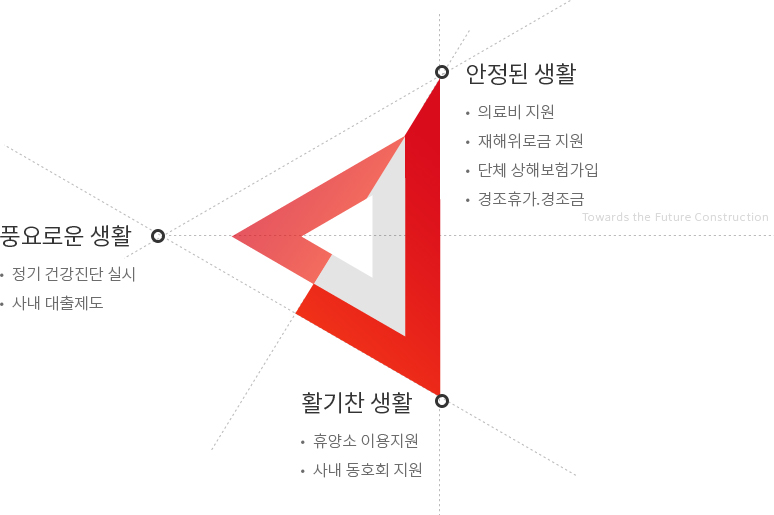 안정된 생활
• 의료비 지원
• 재해위로금 지원
• 단체 상해보험가입
• 경조휴가.경조금
Towards the Future Construction
풍요로운 생활
• 정기 건강진단 실시
• 사내 대출제도
활기찬 생활
• 휴양소 이용지원
• 사내 동호회 지원